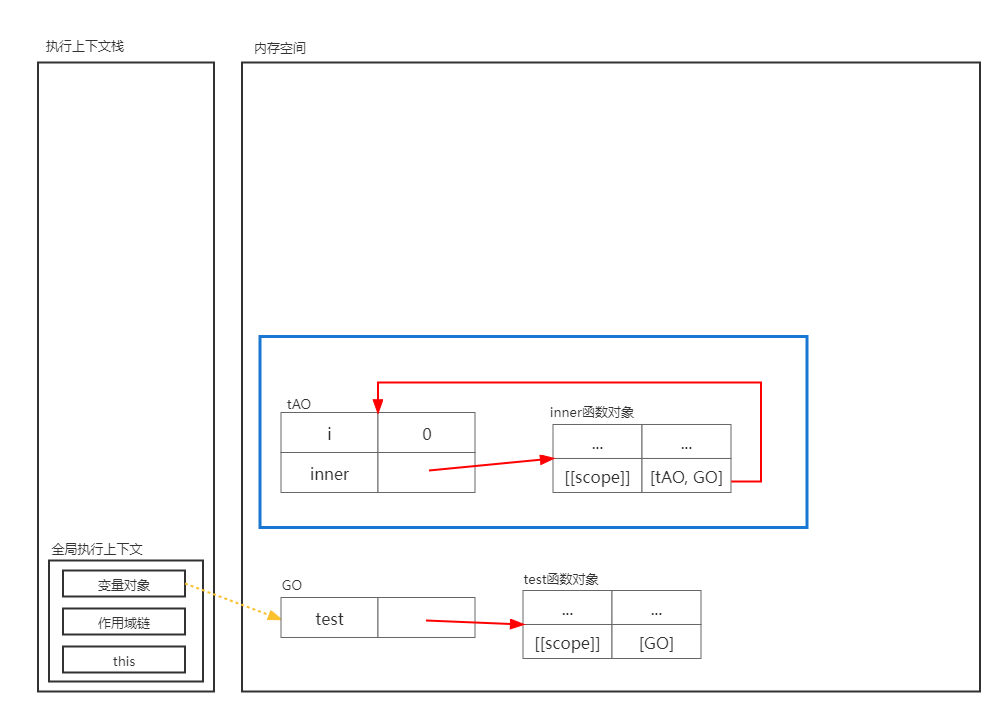 执行上下文栈
内存空间
tAO
i 0
inner
inner函数对象
... ...
[[scope]] [tAO, GO]
全局执行上下文
变量对象
作用域链
this
GO
test
test函数对象
... ...
[[scope]] [GO]